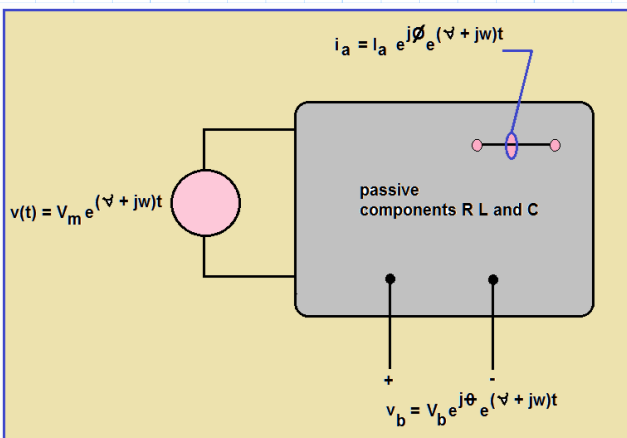 i_a = I_a e^jØ e^(∀ + jw)t
v(t) = V_m e^(∀ + jw)t
passive
components R L and C
+ -
v_b = V_b e^jθ e^(∀ + jw)t